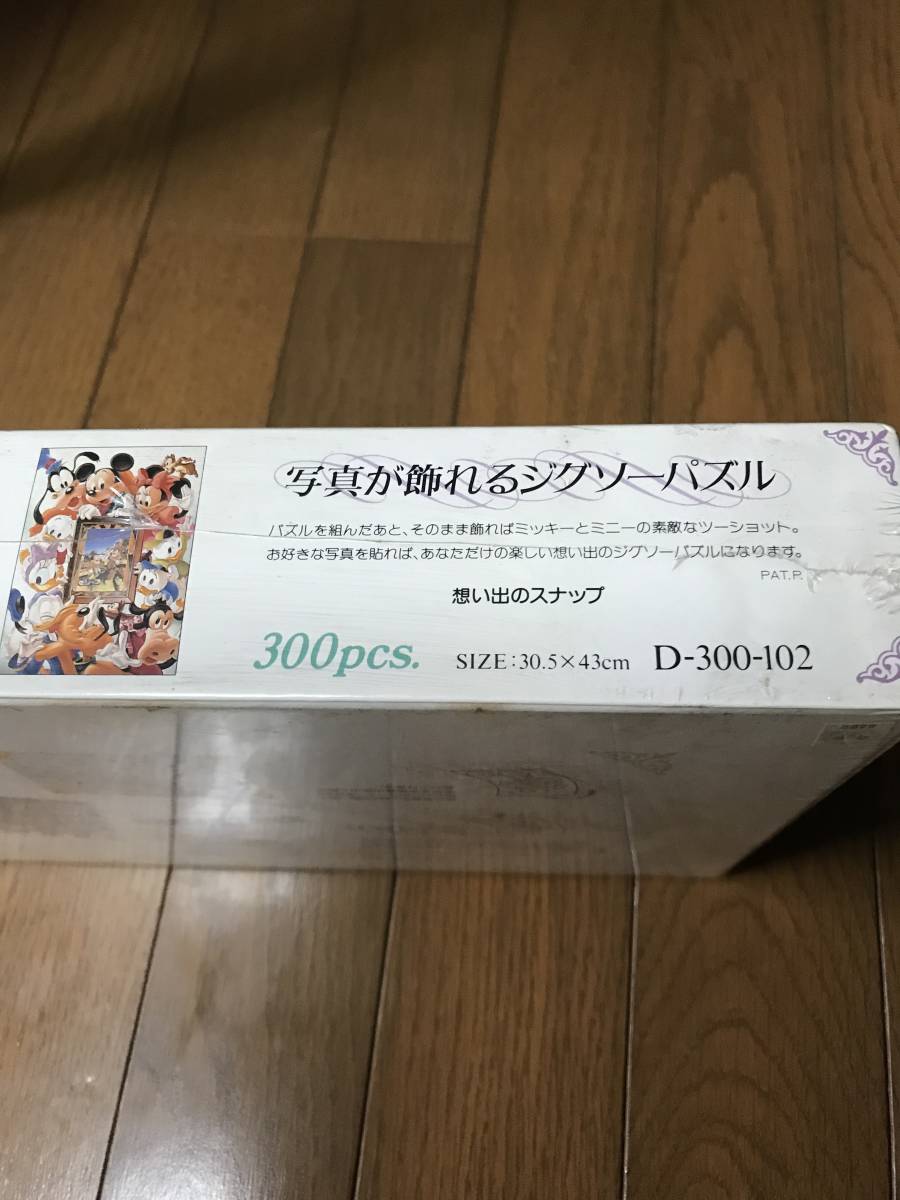 写真が飾れるジグソーパズル
パズルを組んだあと、そのまま飾ればミッキーとミニーの素敵なツーショット。
お好きな写真を貼れば、あなただけの楽しい想い出のジグソーパズルになります。
PAT.P.
想い出のスナップ
300pcs. SIZE:30.5×43cm D-300-102